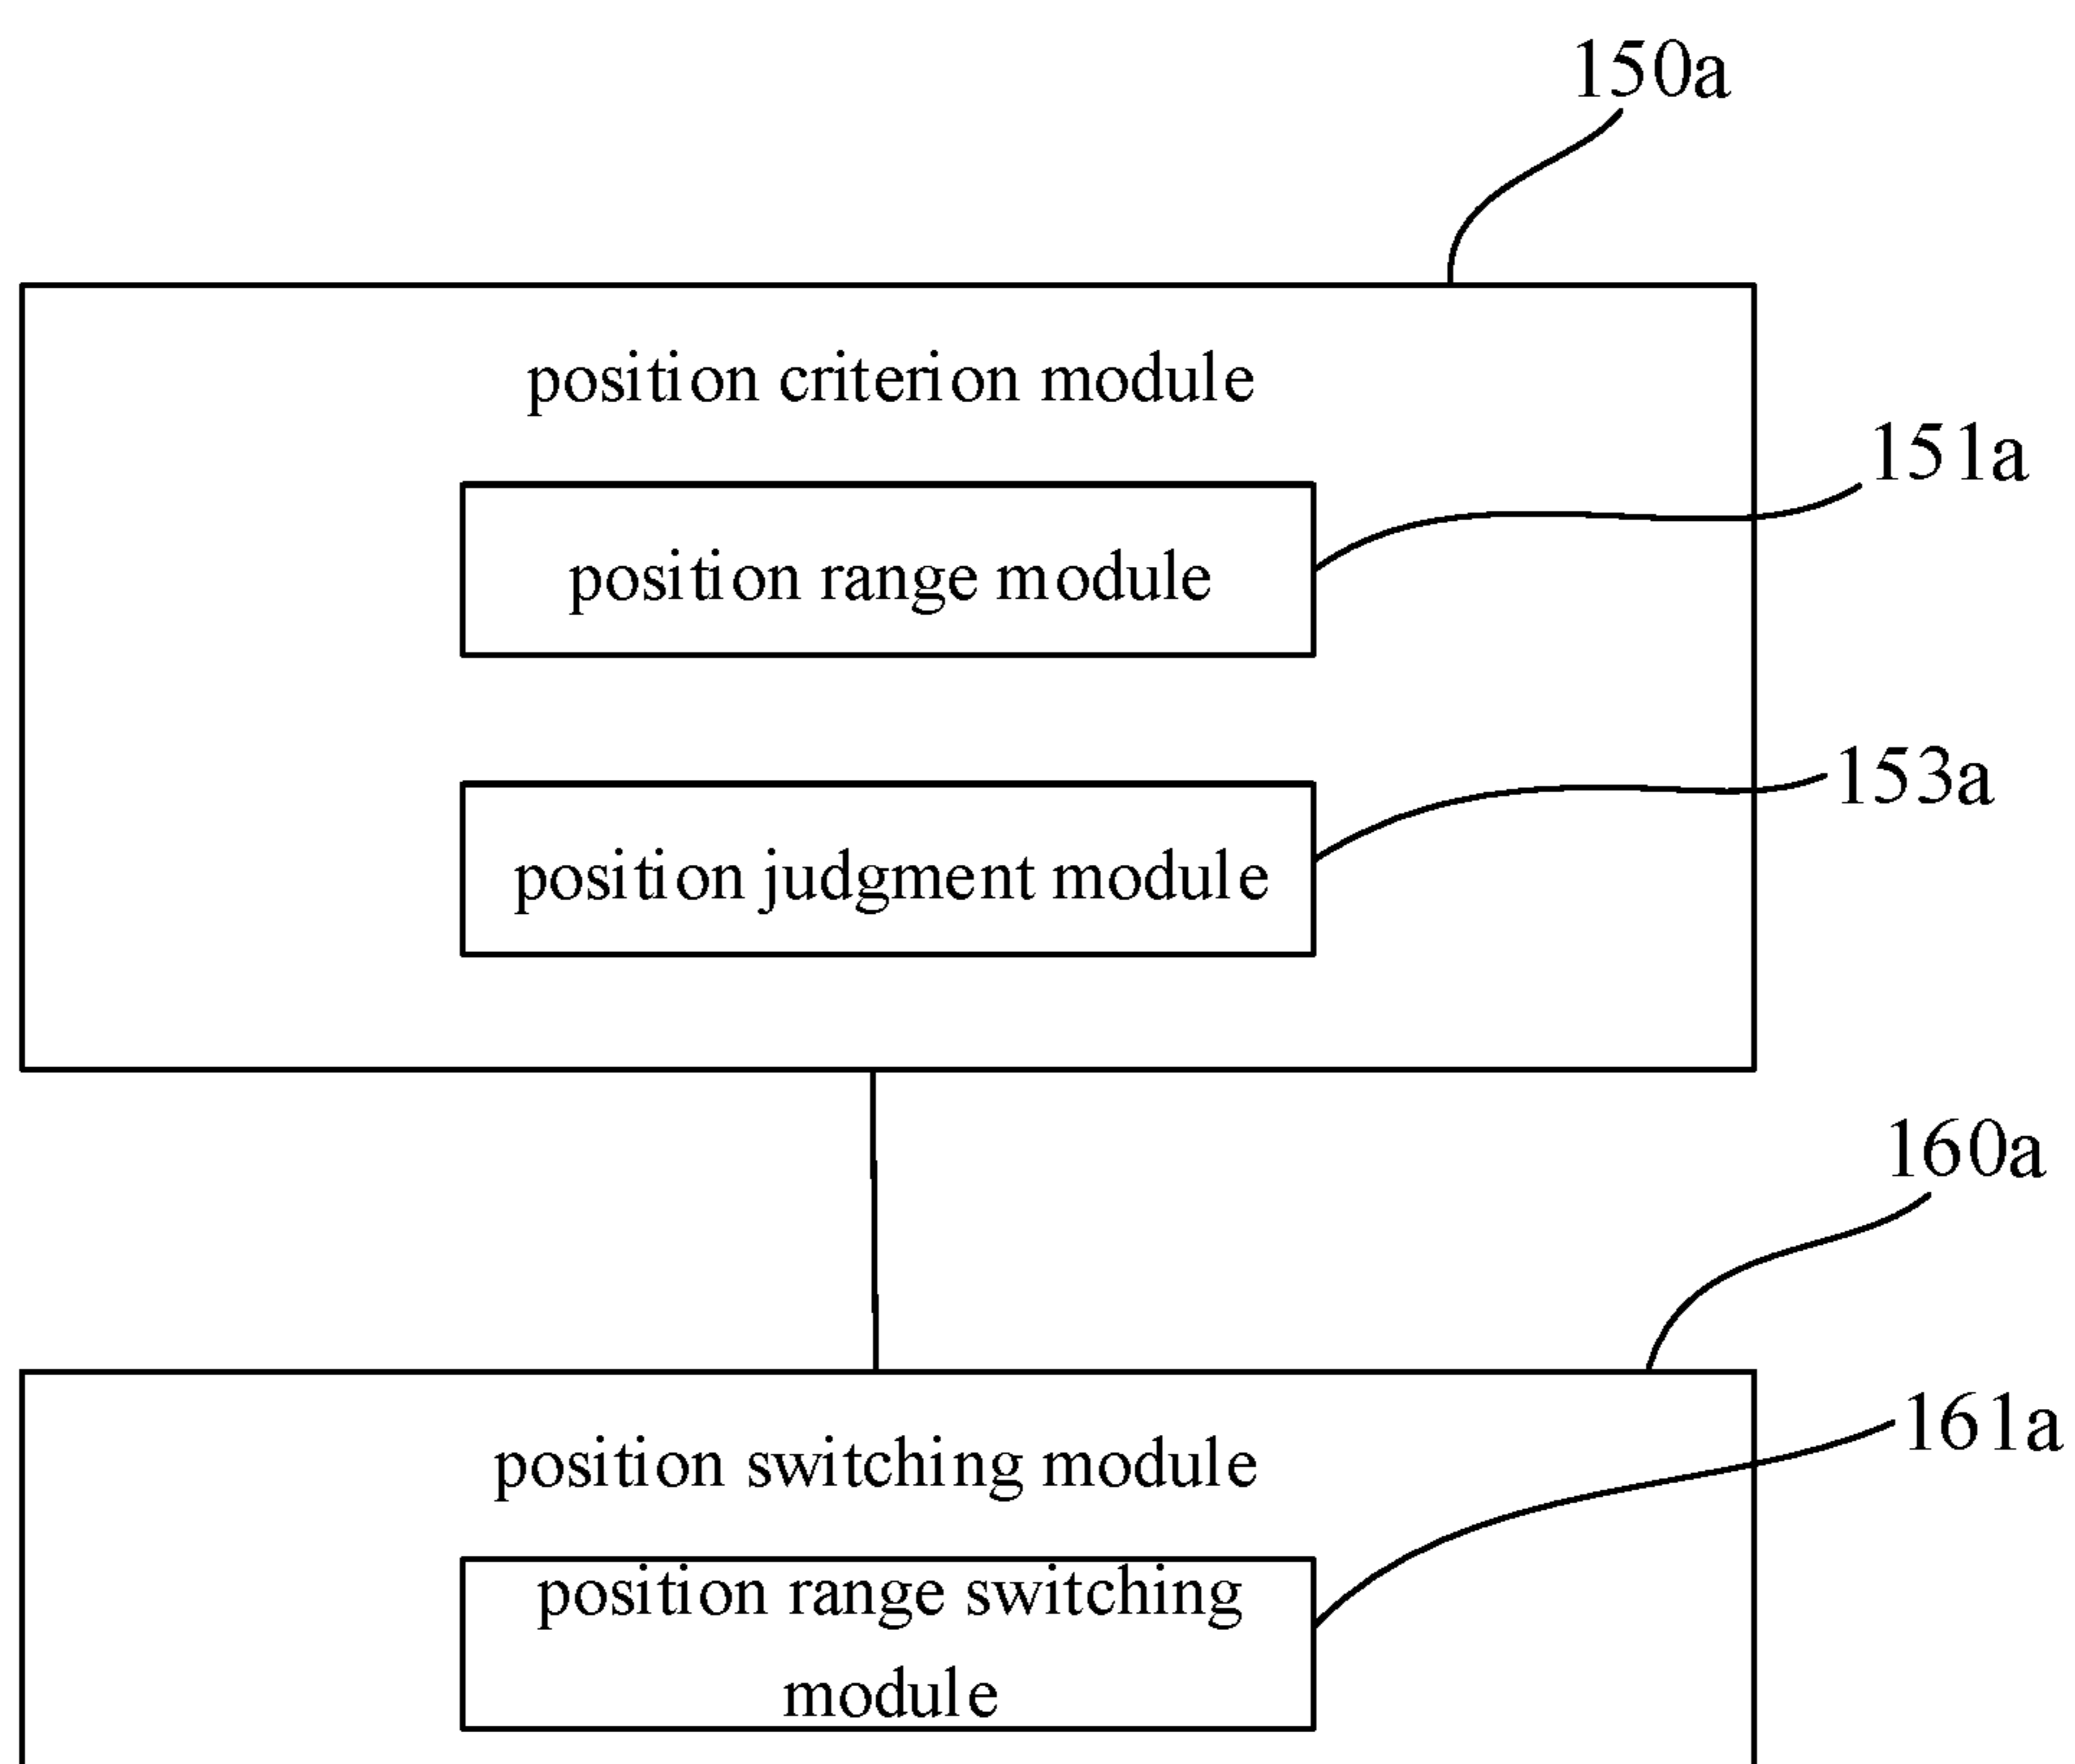 150a
position criterion module
151a
position range module
153a
position judgment module
160a
161a
position switching module
position range switching
module